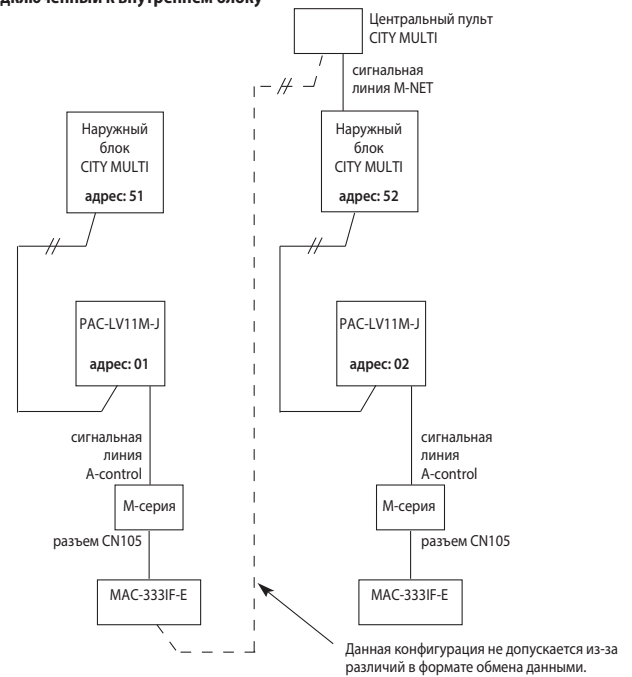 дключенный к внутреннем блоку
Центральный пульт
CITY MULTI
сигнальная
линия M-NET
Наружный
блок
CITY MULTI
адрес: 51
Наружный
блок
CITY MULTI
адрес: 52
PAC-LV11M-J
адрес: 01
PAC-LV11M-J
адрес: 02
сигнальная
линия
A-control
сигнальная
линия
A-control
М-серия
М-серия
разъем CN105
разъем CN105
MAC-333IF-E
MAC-333IF-E
Данная конфигурация не допускается из-за
различий в формате обмена данными.